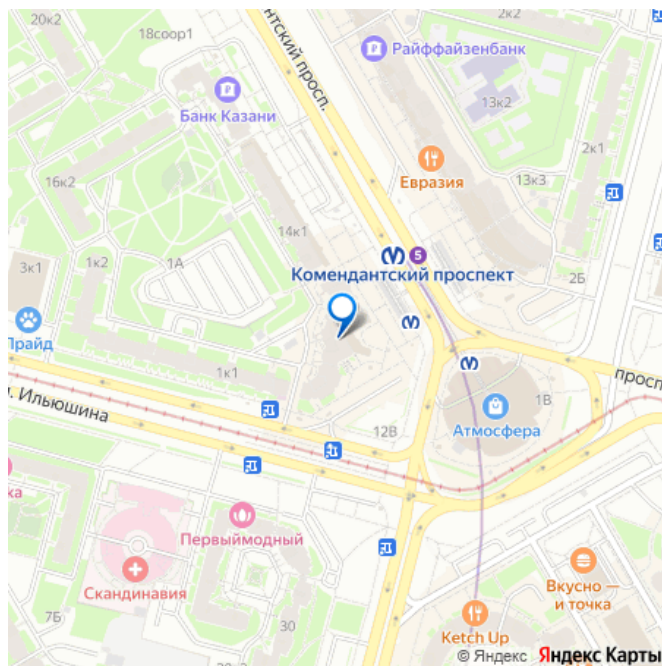 20к2
18соор1
нтский просп.
Райффайзенбанк
2к2
Банк Казани
13к2
2к1
16к2
Евразия
13к3
14к1
5
Комендантский проспект
3к1
1к2
1А
2Б
Прайд
1к1
просп
л. Ильюшина
12В
1В
Атмосфера
ка
Первыймодный
Скандинавия
7Б
30
20
Вкусно —
и точка
Ketch Up
© Яндекс Яндекс Карты